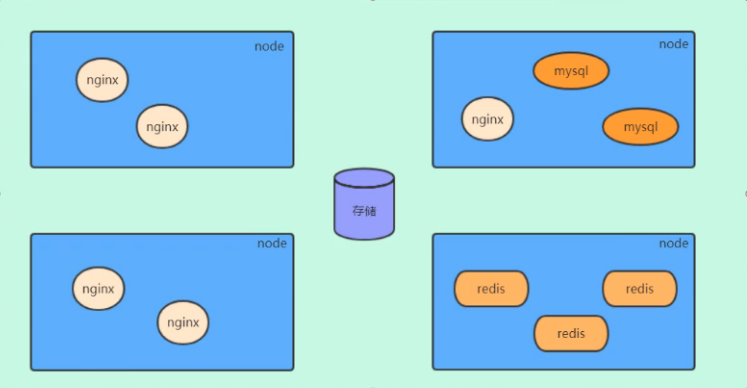 node
nginx
nginx
node
mysql
nginx
mysql
存储
node
nginx
nginx
node
redis
redis
redis